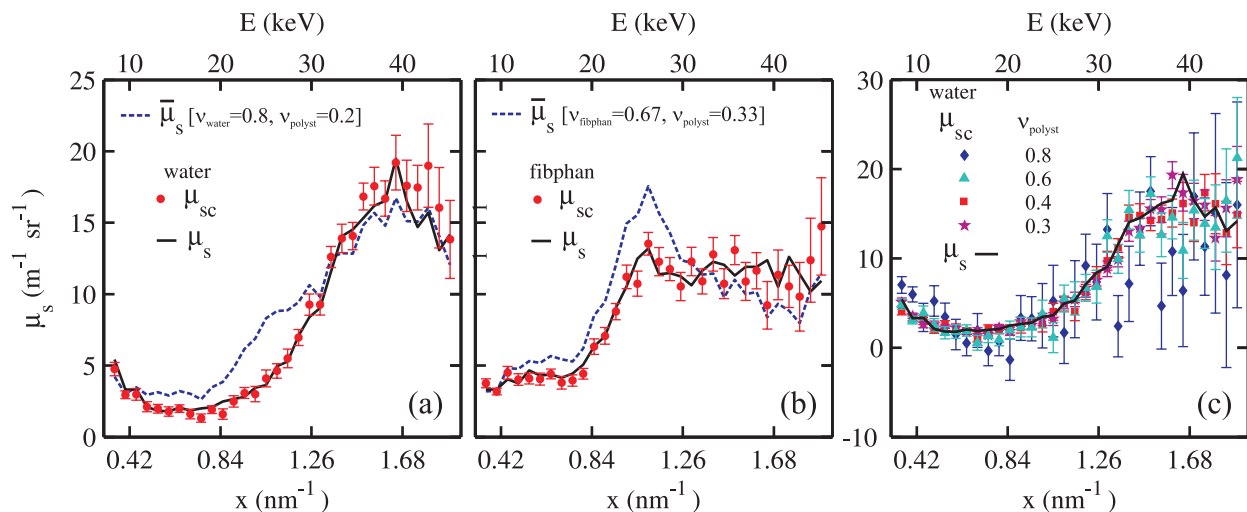 E (keV)
E (keV)
E (keV)
10 20 30 40
10 20 30 40
10 20 30 40
μ̄s [νwater=0.8, νpolyst=0.2]
water
μsc
μs
(a)
25
20
15
10
5
0
μs (m⁻¹ sr⁻¹)
μ̄s [νfibphan=0.67, νpolyst=0.33]
fibphan
μsc
μs
(b)
30
20
10
0
-10
water
μsc νpolyst
0.8
0.6
0.4
0.3
μs
(c)
0.42 0.84 1.26 1.68
0.42 0.84 1.26 1.68
0.42 0.84 1.26 1.68
x (nm⁻¹)
x (nm⁻¹)
x (nm⁻¹)